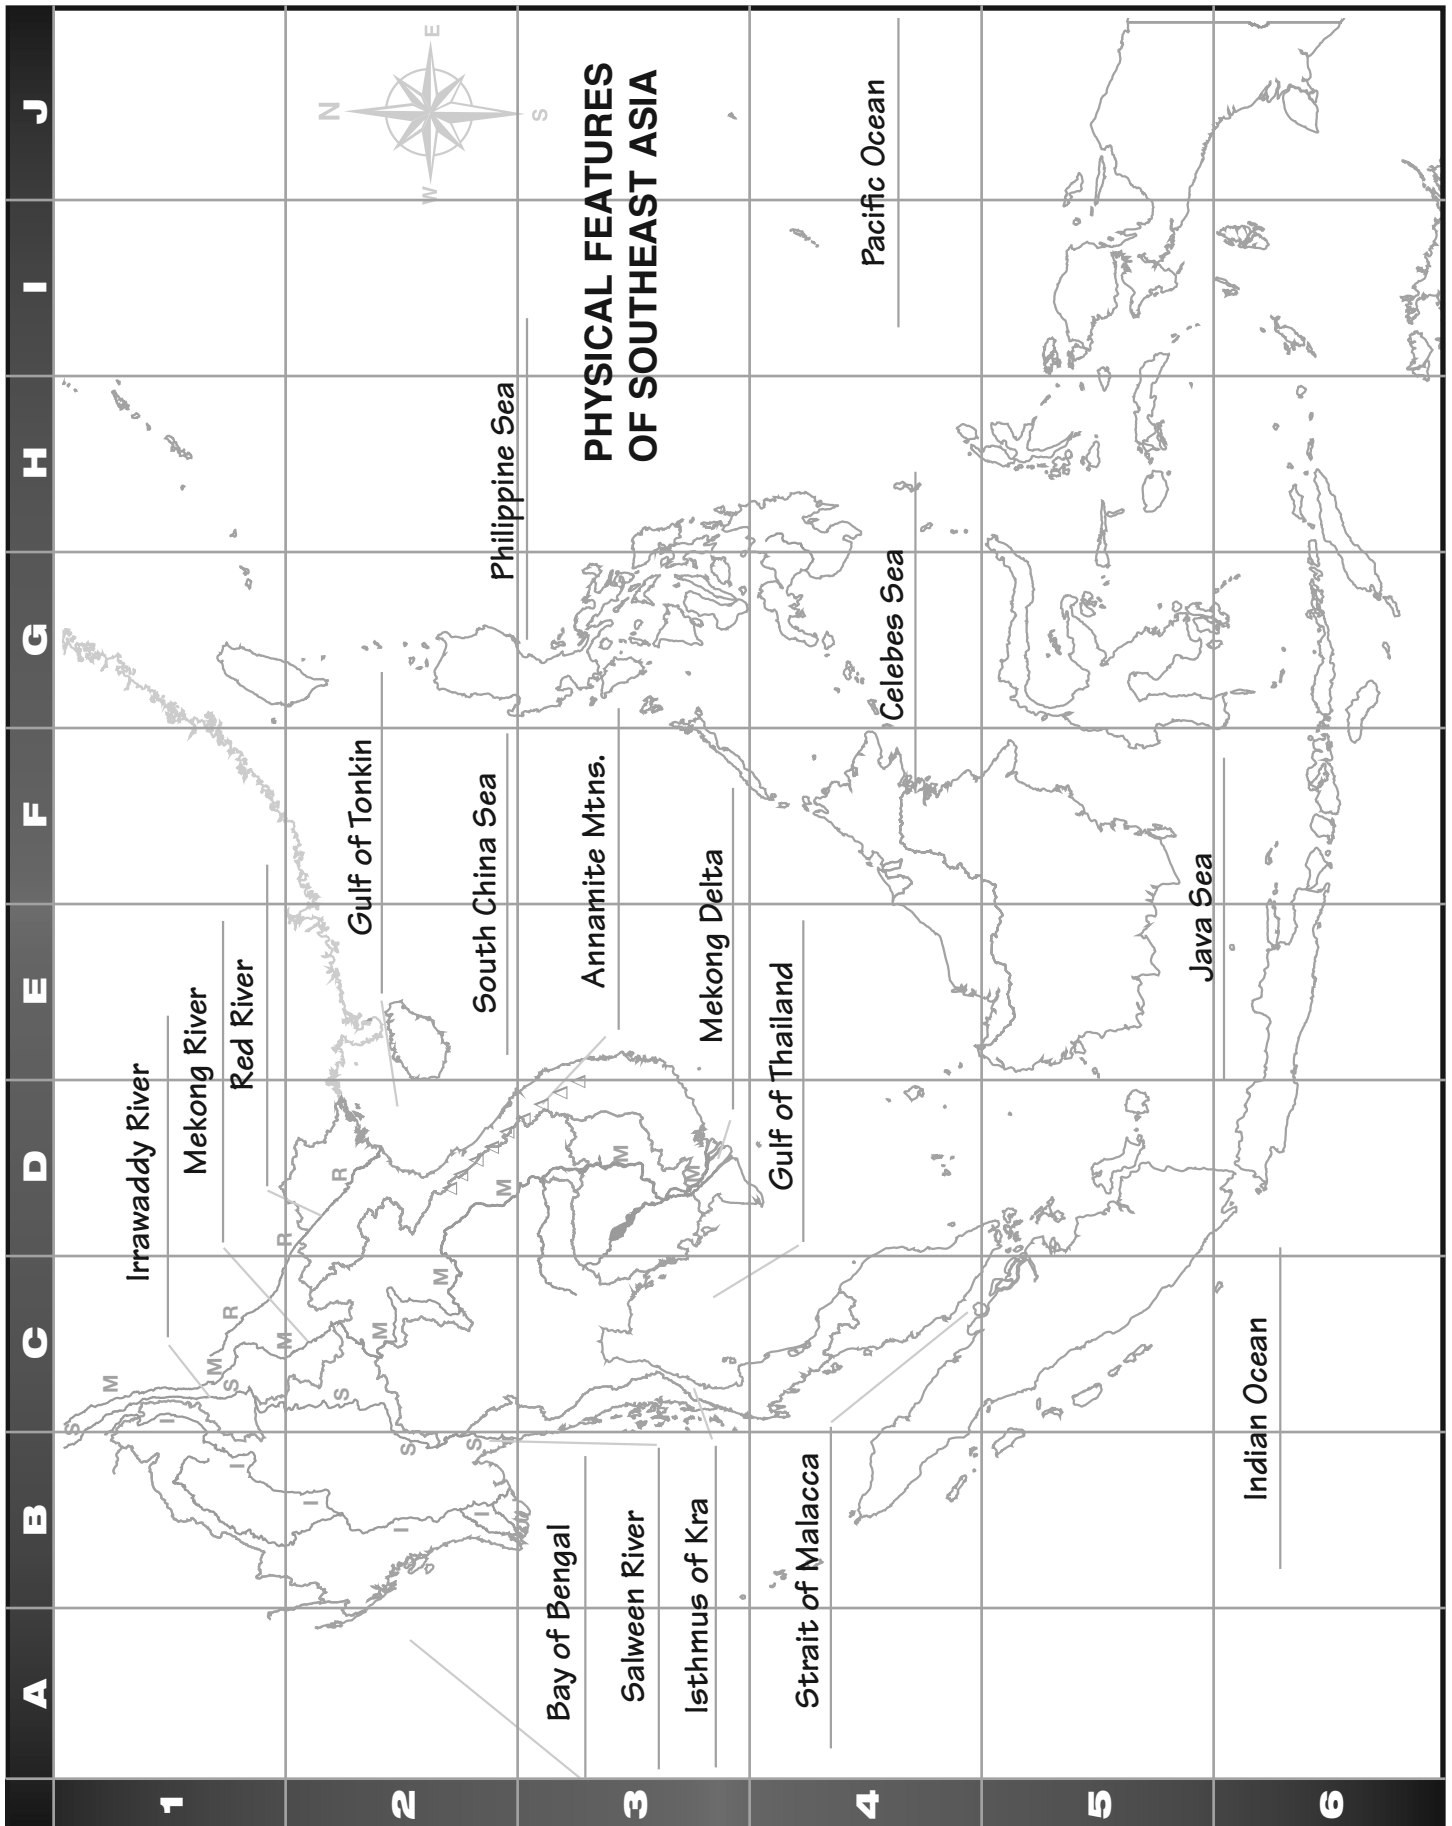 A
B
C
D
E
F
G
H
I
J
1
2
3
4
5
6
N
E
S
W
PHYSICAL FEATURES
OF SOUTHEAST ASIA
Irrawaddy River
Mekong River
Red River
Gulf of Tonkin
South China Sea
Annamite Mtns.
Mekong Delta
Gulf of Thailand
Philippine Sea
Pacific Ocean
Celebes Sea
Java Sea
Indian Ocean
Bay of Bengal
Salween River
Isthmus of Kra
Strait of Malacca
M
M
M
M
M
M
M
M
S
S
S
S
S
I
I
I
I
I
R
R
R